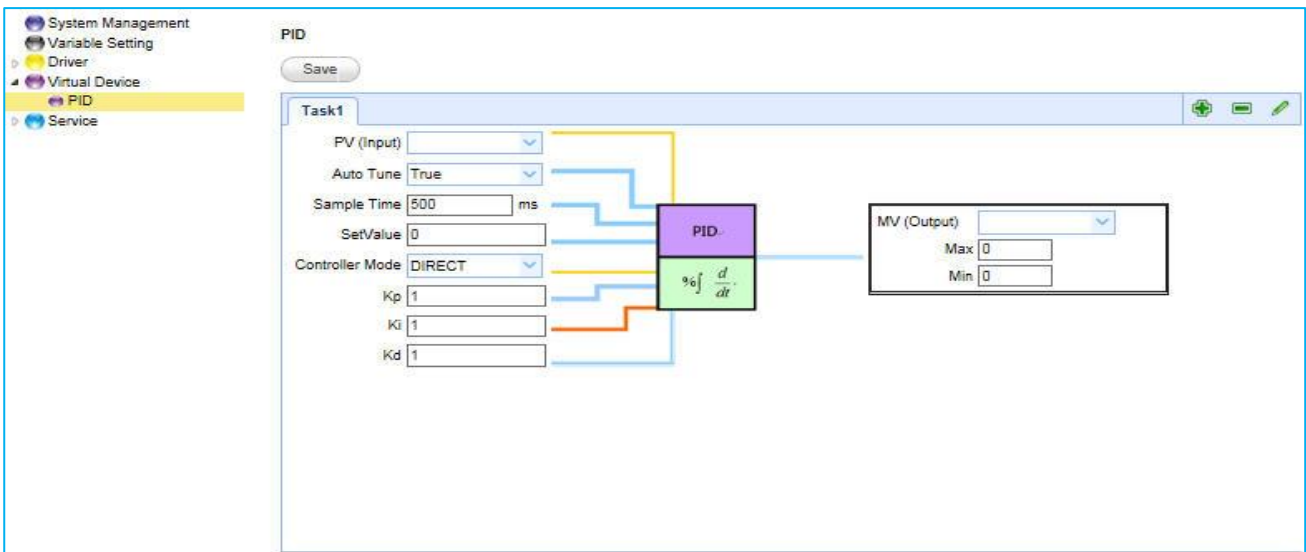 System Management
Variable Setting
Driver
Virtual Device
PID
Service
PID
Save
Task1
PV (Input)
Auto Tune True
Sample Time 500 ms
SetValue 0
Controller Mode DIRECT
Kp 1
Ki 1
Kd 1
PID
%∫ d/dt
MV (Output)
Max 0
Min 0